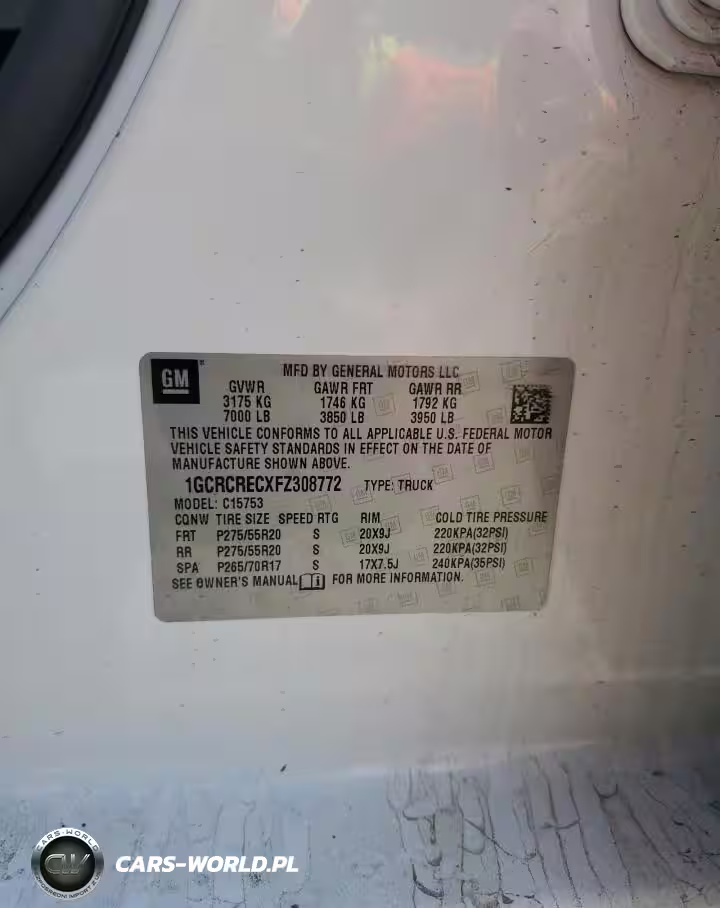 GM
MFD BY GENERAL MOTORS LLC
GVWR GAWR FRT GAWR RR
3175 KG 1746 KG 1792 KG
7000 LB 3850 LB 3950 LB
THIS VEHICLE CONFORMS TO ALL APPLICABLE U.S. FEDERAL MOTOR
VEHICLE SAFETY STANDARDS IN EFFECT ON THE DATE OF
MANUFACTURE SHOWN ABOVE.
1GCRCRECXFZ308772 TYPE: TRUCK
MODEL: C15753
CQNW TIRE SIZE SPEED RTG RIM COLD TIRE PRESSURE
FRT P275/55R20 S 20X9J 220KPA(32PSI)
RR P275/55R20 S 20X9J 220KPA(32PSI)
SPA P265/70R17 S 17X7.5J 240KPA(35PSI)
SEE OWNER'S MANUAL FOR MORE INFORMATION.
CARS-WORLD
CW
CARS-WORLD.PL